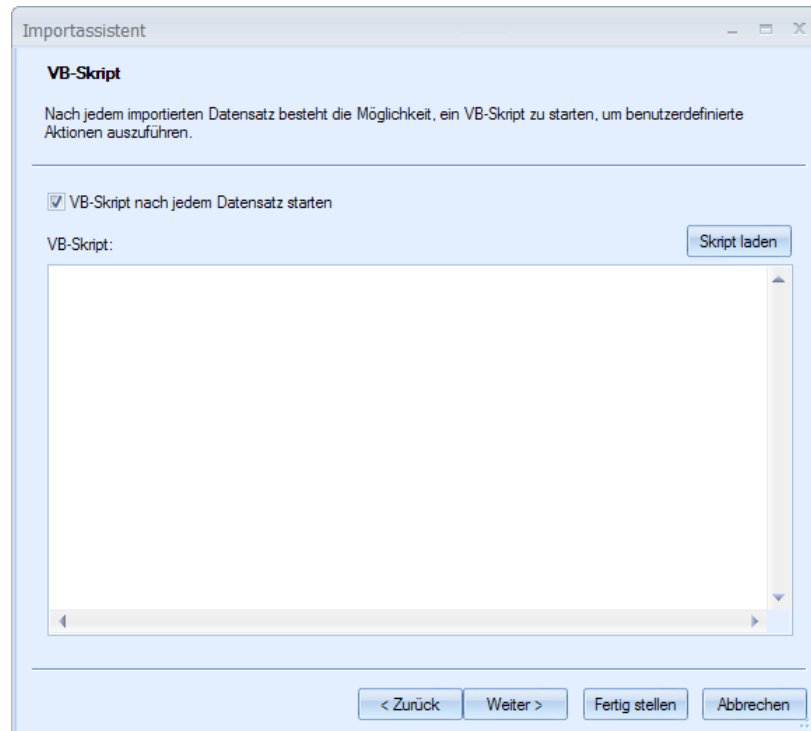 Importassistent
VB-Skript
Nach jedem importierten Datensatz besteht die Möglichkeit, ein VB-Skript zu starten, um benutzerdefinierte
Aktionen auszuführen.
VB-Skript nach jedem Datensatz starten
VB-Skript:
Skript laden
< Zurück
Weiter >
Fertig stellen
Abbrechen